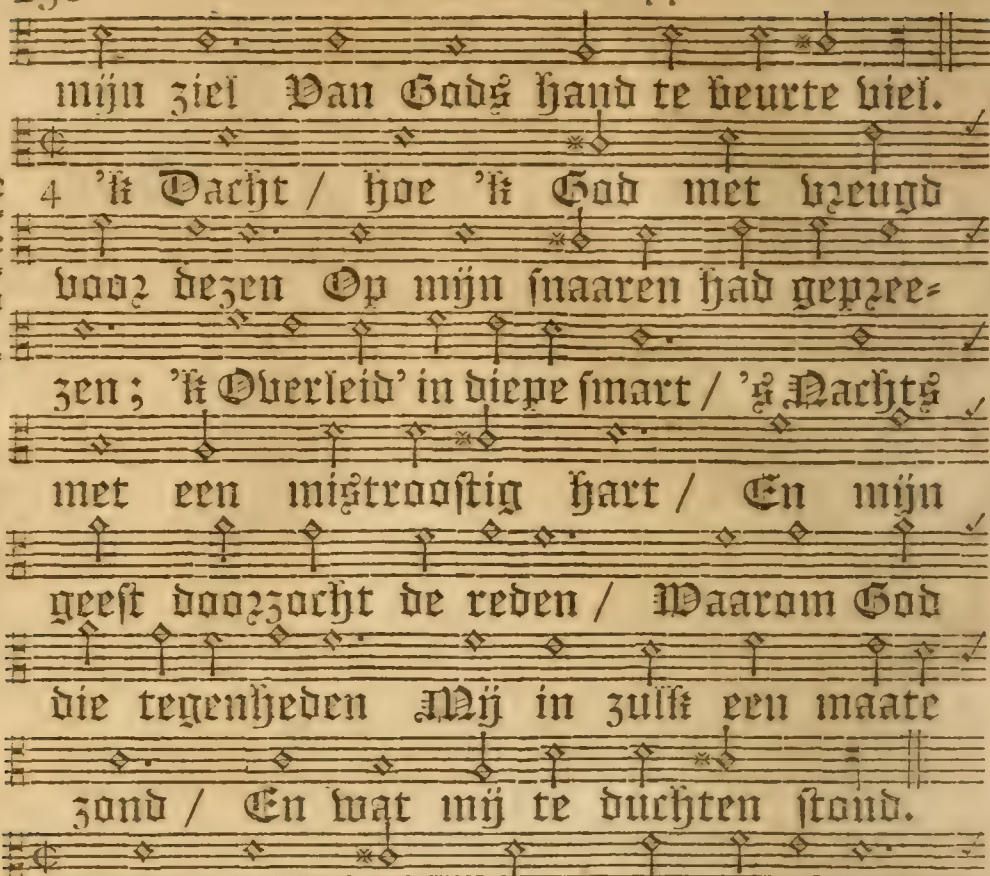 mijn ziel Van Gods hand te beurte viel.
4 'k Dacht / hoe 'k God met vreugd
voor dezen Op mijn snaaren had gepree-
zen; 'k Overleid' in diepe smart / 's Nachts
met een mistroostig hart / En mijn
geest doorzocht de reden / Waarom God
die tegenheden Mij in zulk een maate
zond / En wat mij te duchten stond.